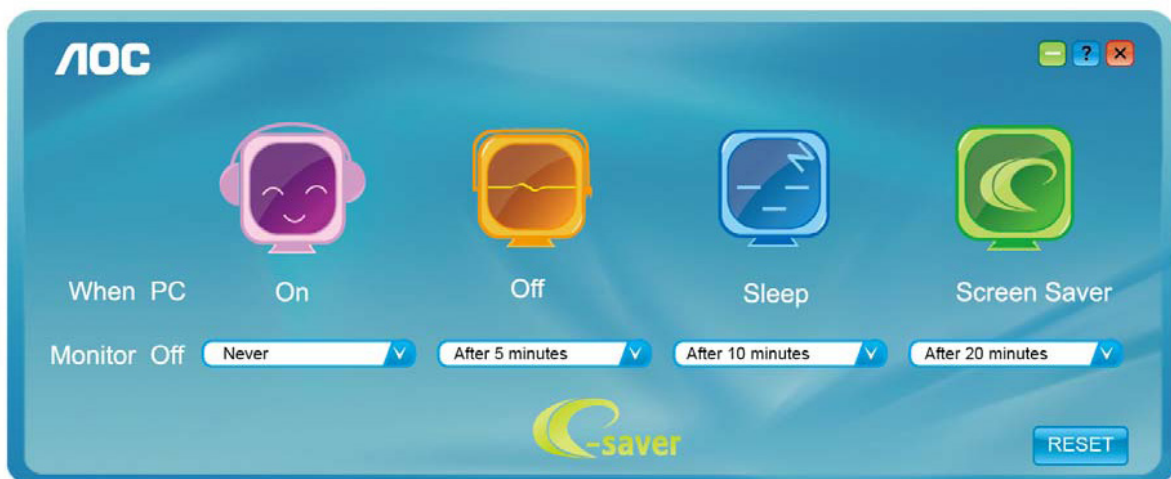 AOC
?
When PC On Off Sleep Screen Saver
Monitor Off Never After 5 minutes After 10 minutes After 20 minutes
e-saver
RESET